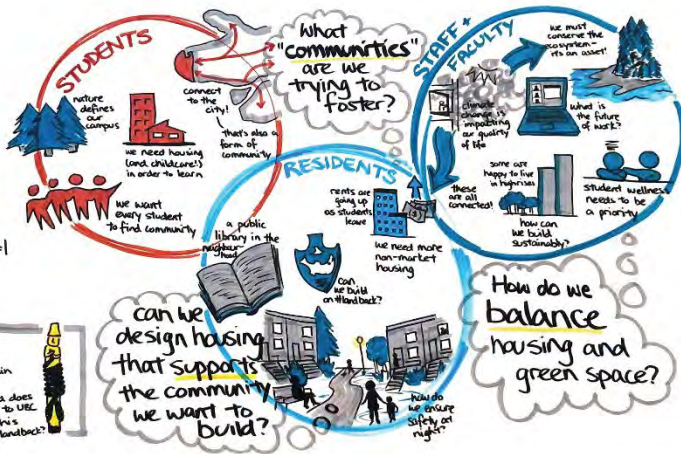 STUDENTS
nature
defines
our
campus
we need housing
(and childcare!)
in order to learn
connect
to the
city!
that's also a
form of
community
we want
every student
to find community
What
"communities"
are we
trying to
foster?
STAFF +
FACULTY
we must
conserve the
ecosystem-
it's an asset!
climate
change is
impacting
our quality
of life
what is
the future
of work?
these
are all
connected!
some are
happy to live
in highrises
how can
we build
sustainably?
student wellness
needs to be
a priority
RESIDENTS
rents are
going up
as students
leave
we need more
non-market
housing
a public
library in the
neighbour-
hood
can
we build
on #landback?
how do
we ensure
safety at
night?
can we
design housing
that supports
the community
we want to
build?
How do we
balance
housing and
green space?
in
does
to UBC
his
landback?